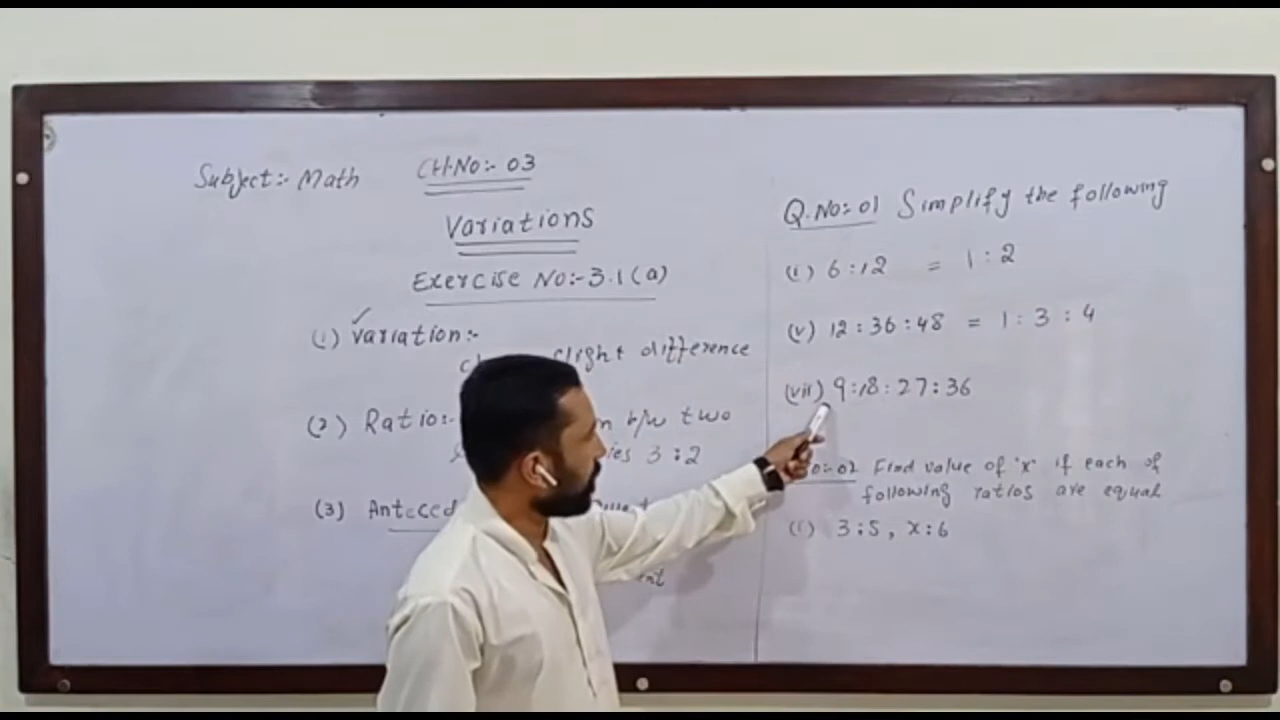 Subject:- Math CH.No:- 03
Variations
Exercise No:- 3.1(a)
(1) Variation:-
slight difference
(2) Ratio:- b/w two
3:2
(3) Anteced
Q.No:01 Simplify the following
(i) 6:12 = 1:2
(v) 12:36:48 = 1:3:4
(vii) 9:18:27:36
No:-02 Find value of 'x' if each of
following ratios are equal
(i) 3:5, x:6